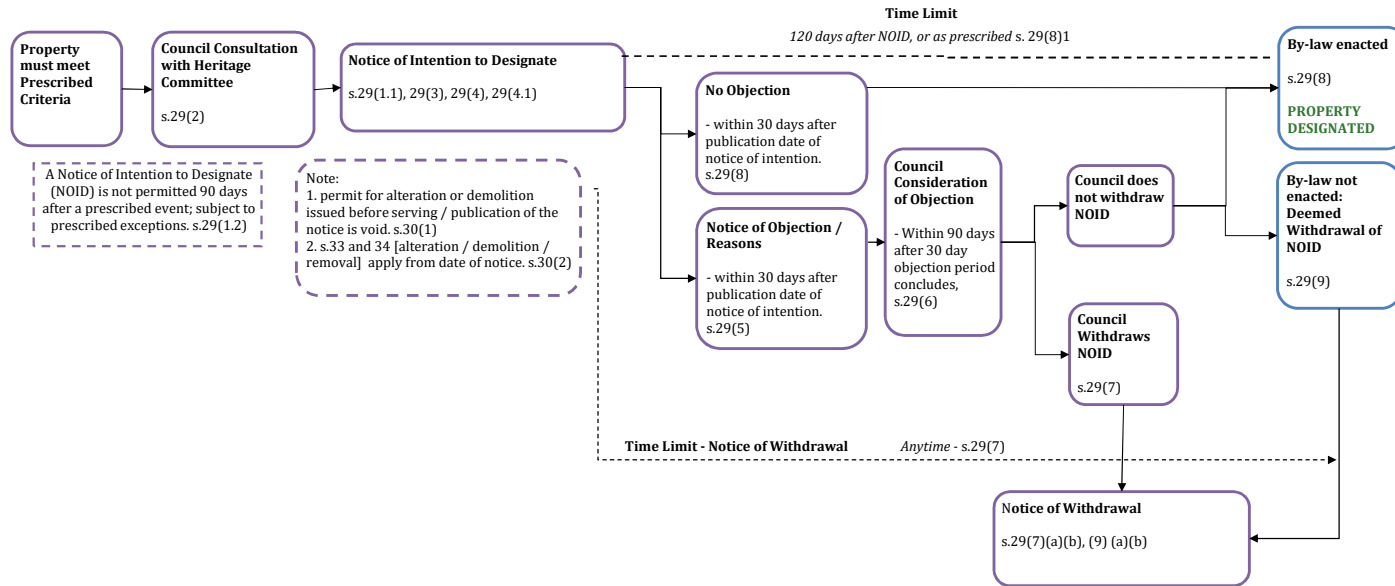 Time Limit
120 days after NOID, or as prescribed s. 29(8)1
Property
must meet
Prescribed
Criteria
Council Consultation
with Heritage
Committee
s.29(2)
Notice of Intention to Designate
s.29(1.1), 29(3), 29(4), 29(4.1)
By-law enacted
s.29(8)
PROPERTY
DESIGNATED
No Objection
- within 30 days after
publication date of
notice of intention.
s.29(8)
A Notice of Intention to Designate
(NOID) is not permitted 90 days
after a prescribed event; subject to
prescribed exceptions. s.29(1.2)
Note:
1. permit for alteration or demolition
issued before serving / publication of the
notice is void. s.30(1)
2. s.33 and 34 [alteration / demolition /
removal]  apply from date of notice. s.30(2)
Notice of Objection /
Reasons
- within 30 days after
publication date of
notice of intention.
s.29(5)
Council
Consideration
of Objection
- Within 90 days
after 30 day
objection period
concludes,
s.29(6)
Council does
not withdraw
NOID
By-law not
enacted:
Deemed
Withdrawal of
NOID
s.29(9)
Council
Withdraws
NOID
s.29(7)
Time Limit - Notice of Withdrawal Anytime - s.29(7)
Notice of Withdrawal
s.29(7)(a)(b), (9) (a)(b)